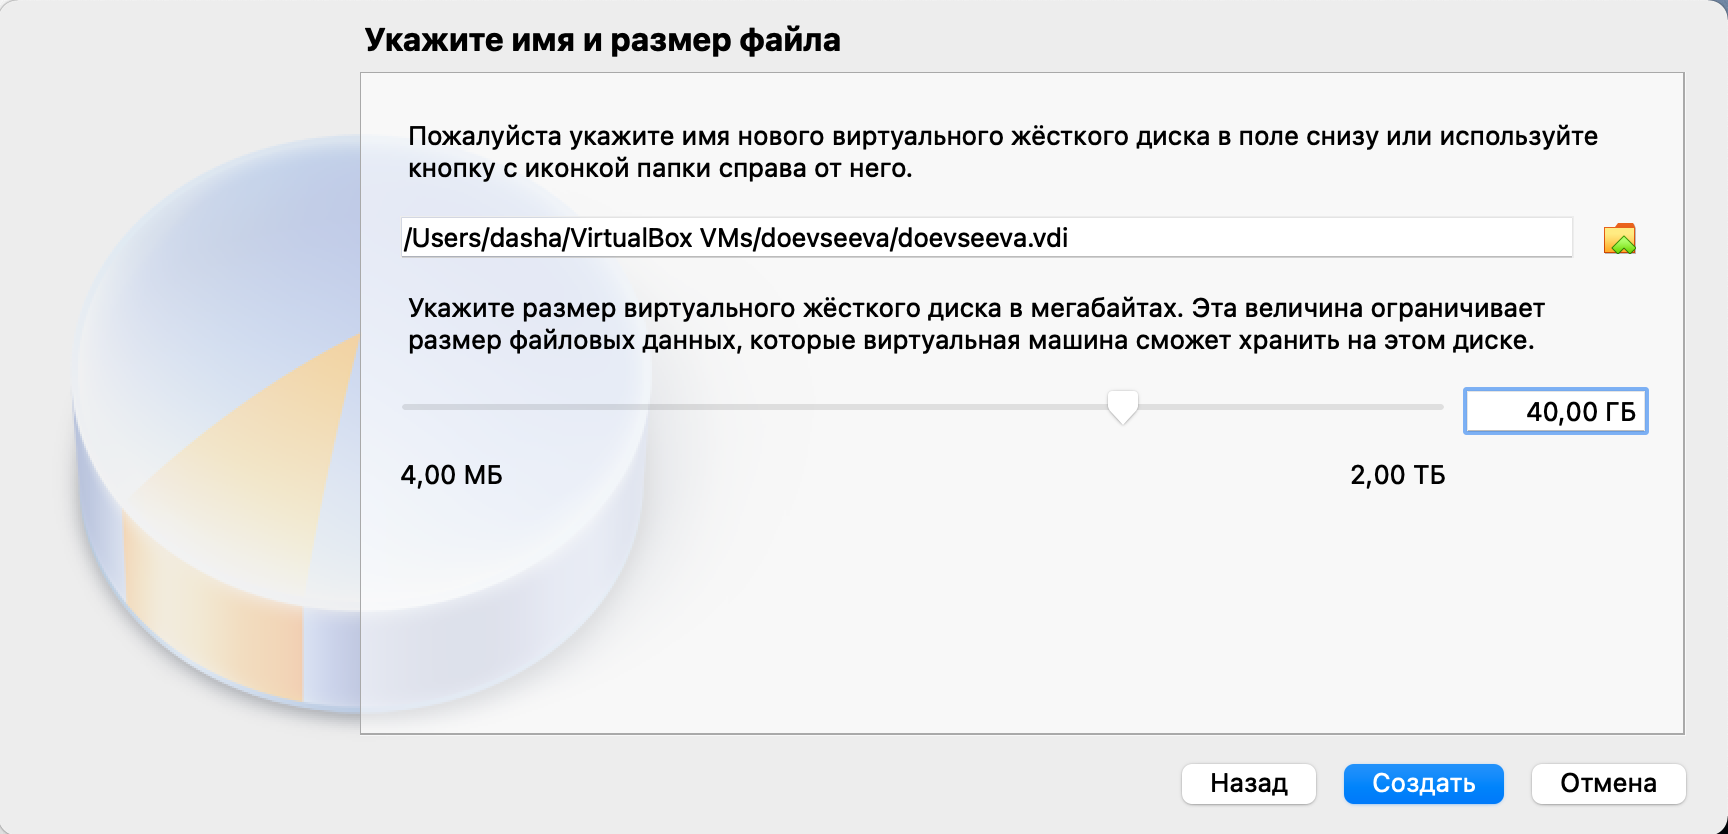 Укажите имя и размер файла
Пожалуйста укажите имя нового виртуального жёсткого диска в поле снизу или используйте
кнопку с иконкой папки справа от него.
/Users/dasha/VirtualBox VMs/doevseeva/doevseeva.vdi
Укажите размер виртуального жёсткого диска в мегабайтах. Эта величина ограничивает
размер файловых данных, которые виртуальная машина сможет хранить на этом диске.
40,00 ГБ
4,00 МБ 2,00 ТБ
Назад Создать Отмена